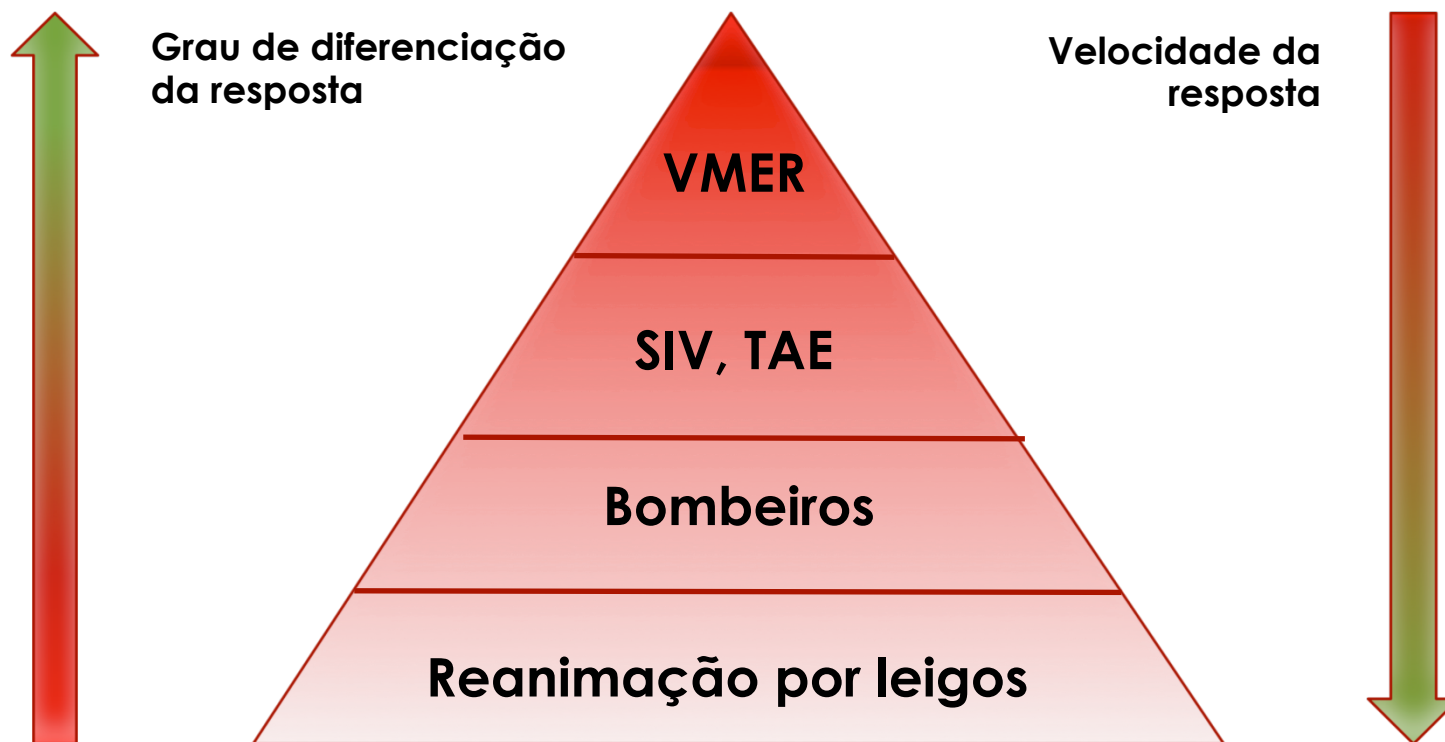 Grau de diferenciação
da resposta
Velocidade da
resposta
VMER
SIV, TAE
Bombeiros
Reanimação por leigos